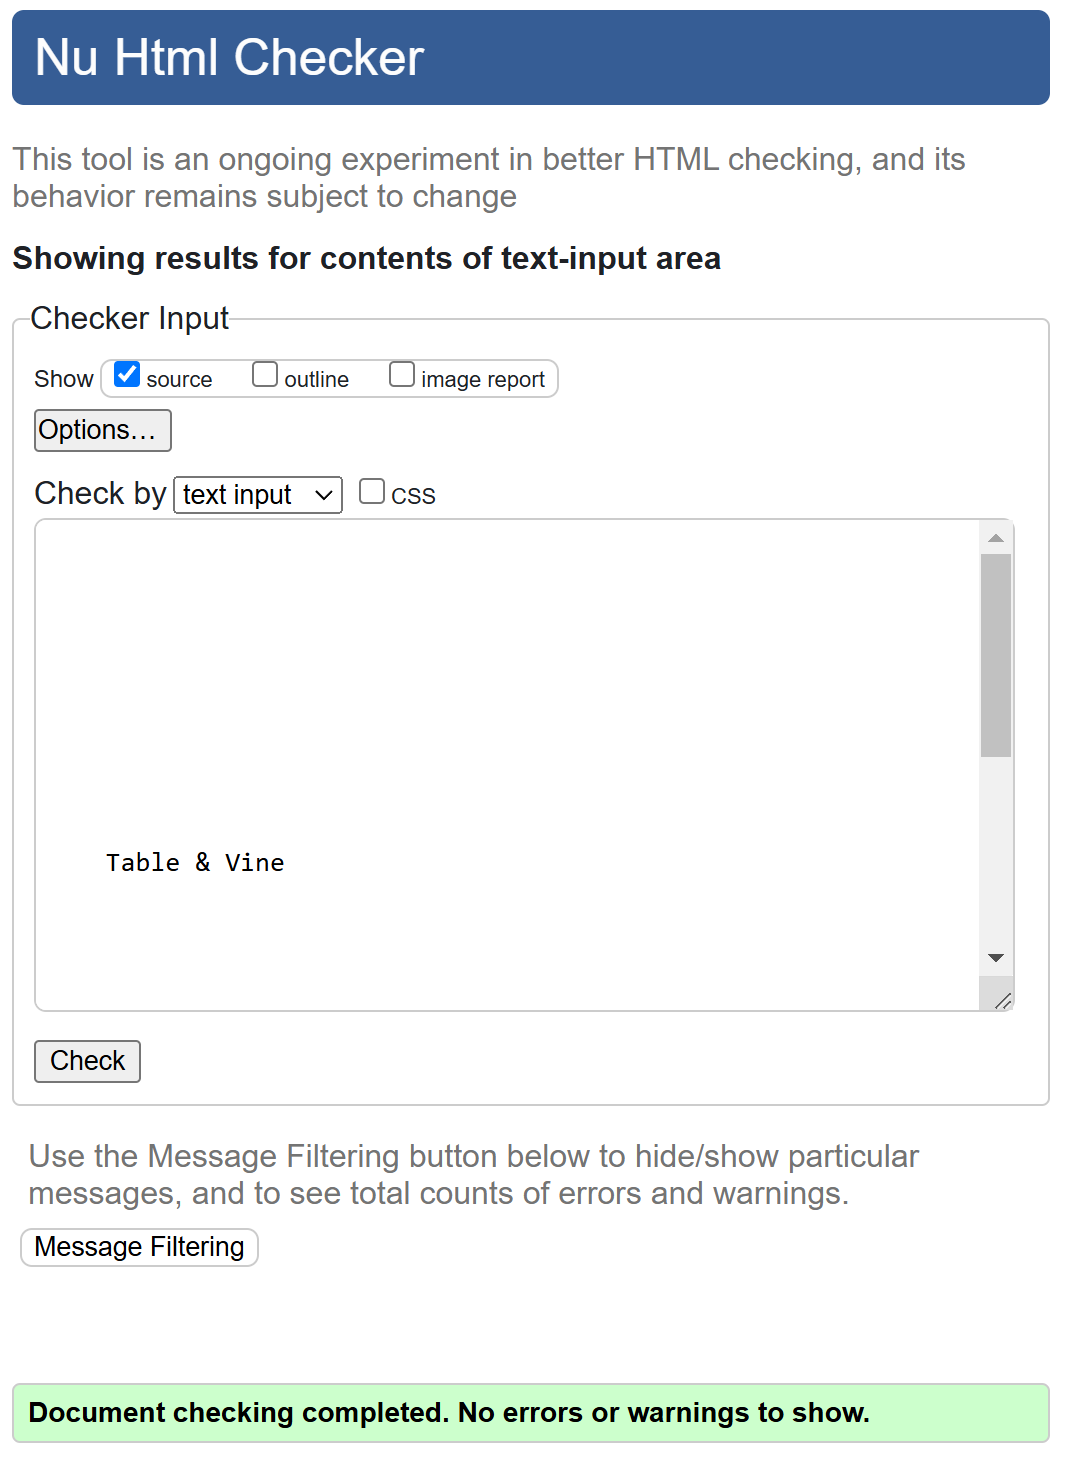 Nu Html Checker
This tool is an ongoing experiment in better HTML checking, and its
behavior remains subject to change
Showing results for contents of text-input area
Checker Input
Show source outline image report
Options…
Check by text input CSS
Table & Vine
Check
Use the Message Filtering button below to hide/show particular
messages, and to see total counts of errors and warnings.
Message Filtering
Document checking completed. No errors or warnings to show.